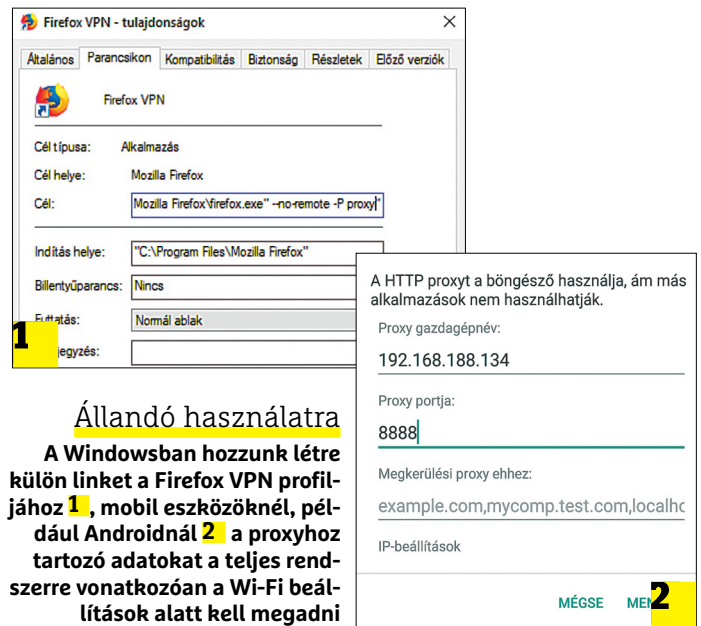 Firefox VPN - tulajdonságok
Általános Parancsikon Kompatibilitás Biztonság Részletek Előző verziók
Firefox VPN
Cél típusa: Alkalmazás
Cél helye: Mozilla Firefox
Cél: Mozilla Firefox\firefox.exe" --no-remote -P proxy"
Indítás helye: "C:\Program Files\Mozilla Firefox"
Billentyűparancs: Nincs
Futtatás: Normál ablak
jegyzés:
1
A HTTP proxyt a böngésző használja, ám más
alkalmazások nem használhatják.
Proxy gazdagépnév:
192.168.188.134
Proxy portja:
8888
Megkerülési proxy ehhez:
example.com,mycomp.test.com,localhc
IP-beállítások
MÉGSE
2
Állandó használatra
A Windowsban hozzunk létre
külön linket a Firefox VPN profil-
jához 1 , mobil eszközöknél, pél-
dául Androidnál 2 a proxyhoz
tartozó adatokat a teljes rend-
szerre vonatkozóan a Wi-Fi beál-
lítások alatt kell megadni